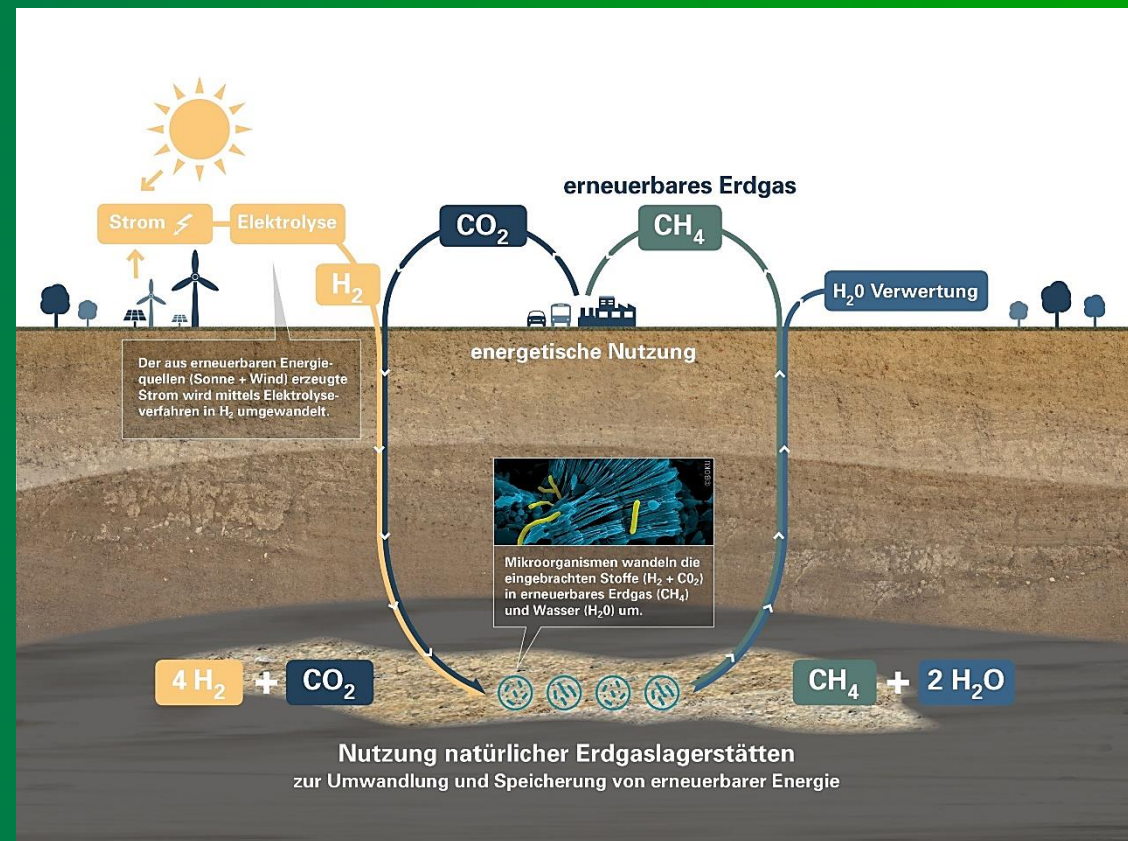 erneuerbares Erdgas
Strom
Elektrolyse
CO₂
CH₄
H₂
H₂0 Verwertung
energetische Nutzung
Der aus erneuerbaren Energie-
quellen (Sonne + Wind) erzeugte
Strom wird mittels Elektrolyse-
verfahren in H₂ umgewandelt.
©BOKU
Mikroorganismen wandeln die
eingebrachten Stoffe (H₂ + C0₂)
in erneuerbares Erdgas (CH₄)
und Wasser (H₂0) um.
4 H₂ + CO₂
CH₄ + 2 H₂O
Nutzung natürlicher Erdgaslagerstätten
zur Umwandlung und Speicherung von erneuerbarer Energie